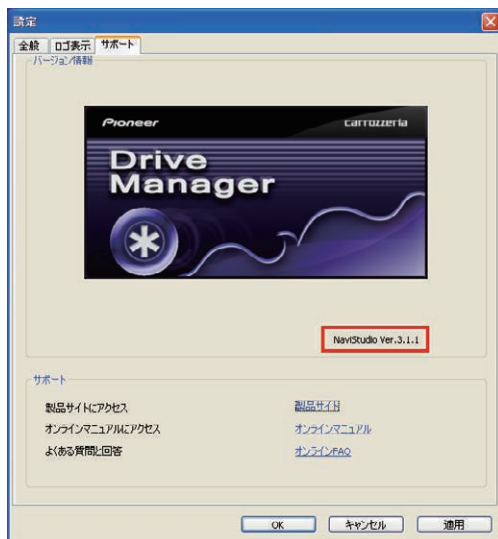 設定
全般 ロゴ表示 サポート
バージョン情報
Pioneer carrozzeria
Drive
Manager
NaviStudio Ver.3.1.1
サポート
製品サイトにアクセス 製品サイト
オンラインマニュアルにアクセス オンラインマニュアル
よくある質問と回答 オンラインFAQ
OK キャンセル 適用